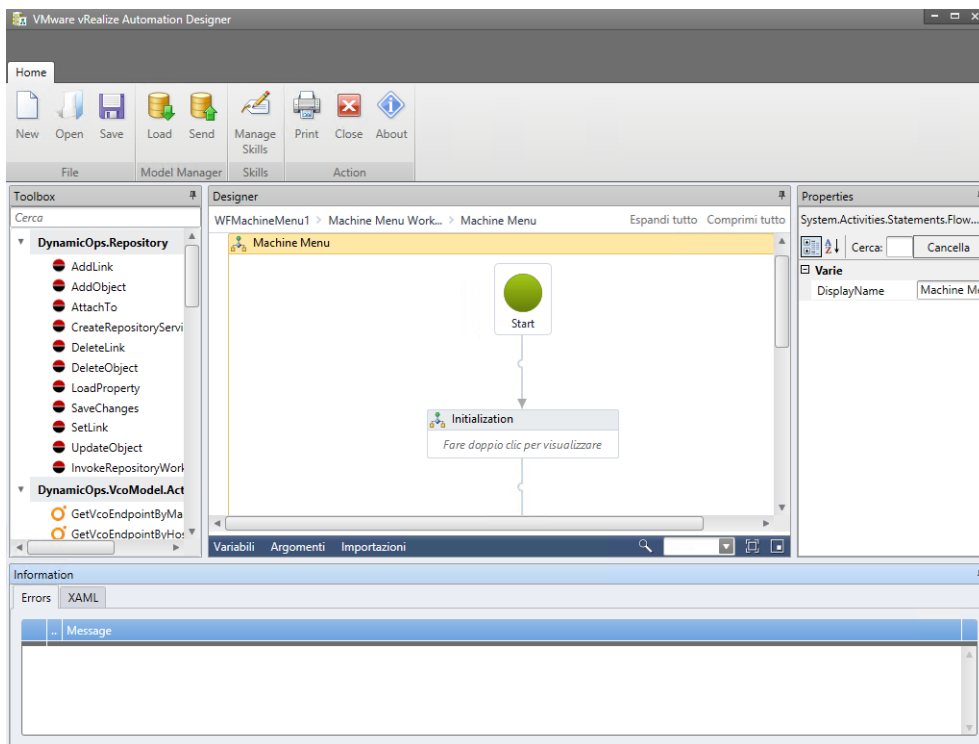 VMware vRealize Automation Designer
Home
New Open Save Load Send Manage Skills Print Close About
File Model Manager Skills Action
Toolbox
Cerca
DynamicOps.Repository
AddLink
AddObject
AttachTo
CreateRepositoryServi
DeleteLink
DeleteObject
LoadProperty
SaveChanges
SetLink
UpdateObject
InvokeRepositoryWork
DynamicOps.VcoModel.Act
GetVcoEndpointByMa
GetVcoEndpointByHos
Designer
WFMachineMenu1 > Machine Menu Work... > Machine Menu Espandi tutto Comprimi tutto
Machine Menu
Start
Initialization
Fare doppio clic per visualizzare
Variabili Argomenti Importazioni
Properties
System.Activities.Statements.Flow...
Cerca: Cancella
Varie
DisplayName Machine Me
Information
Errors XAML
.. Message